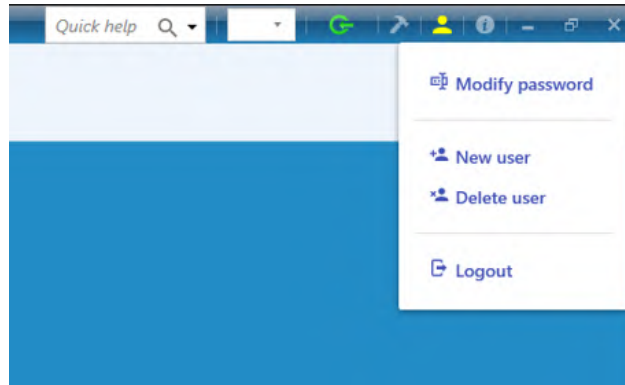 Quick help
Modify password
New user
Delete user
Logout